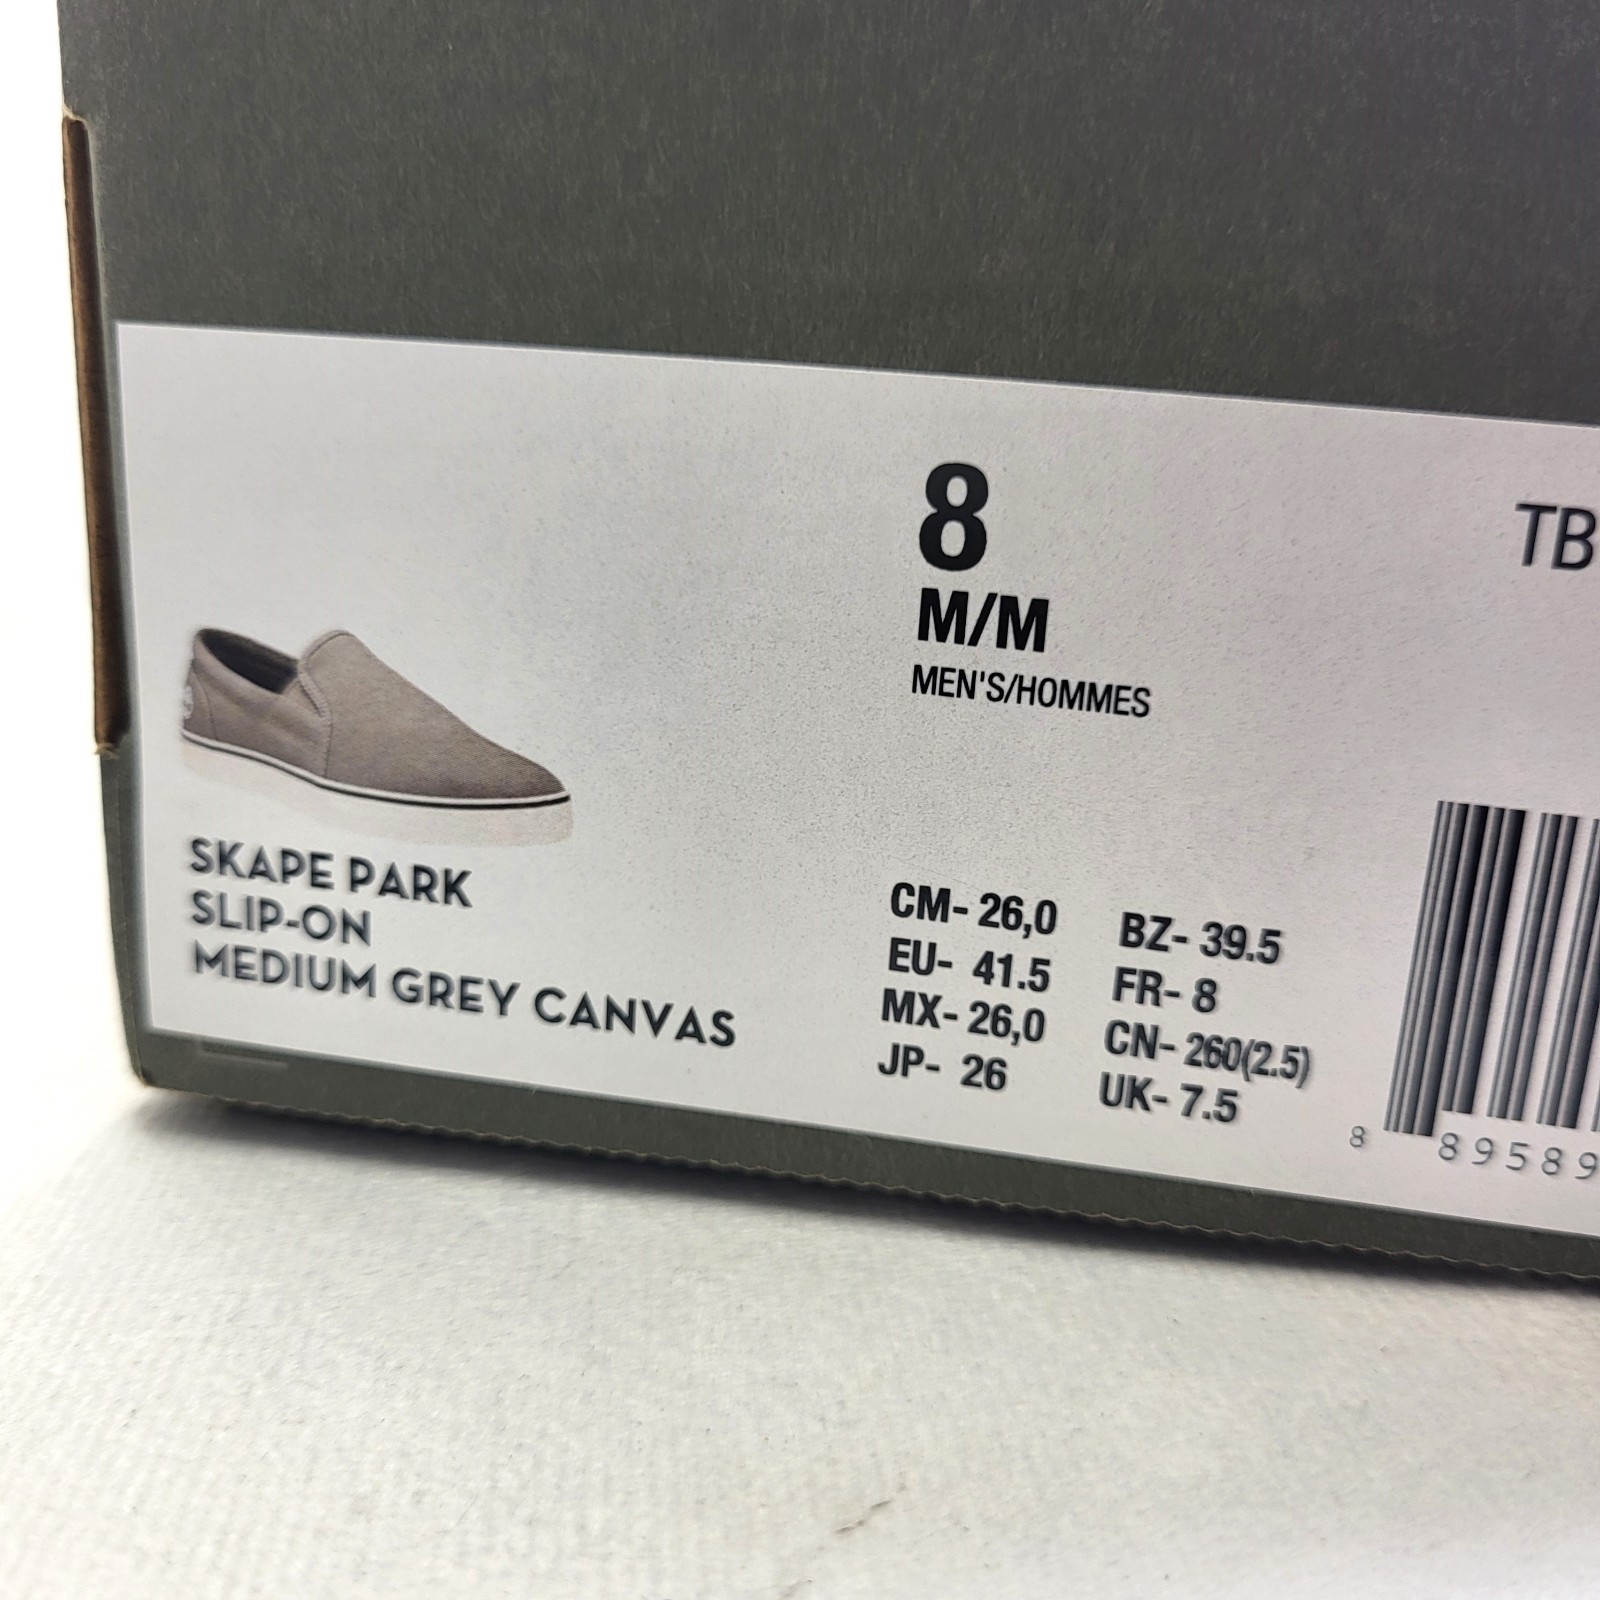 8
M/M
MEN'S/HOMMES
TB
SKAPE PARK
SLIP-ON
MEDIUM GREY CANVAS
CM- 26,0
EU- 41.5
MX- 26,0
JP- 26
BZ- 39.5
FR- 8
CN- 260(2.5)
UK- 7.5
8 89589